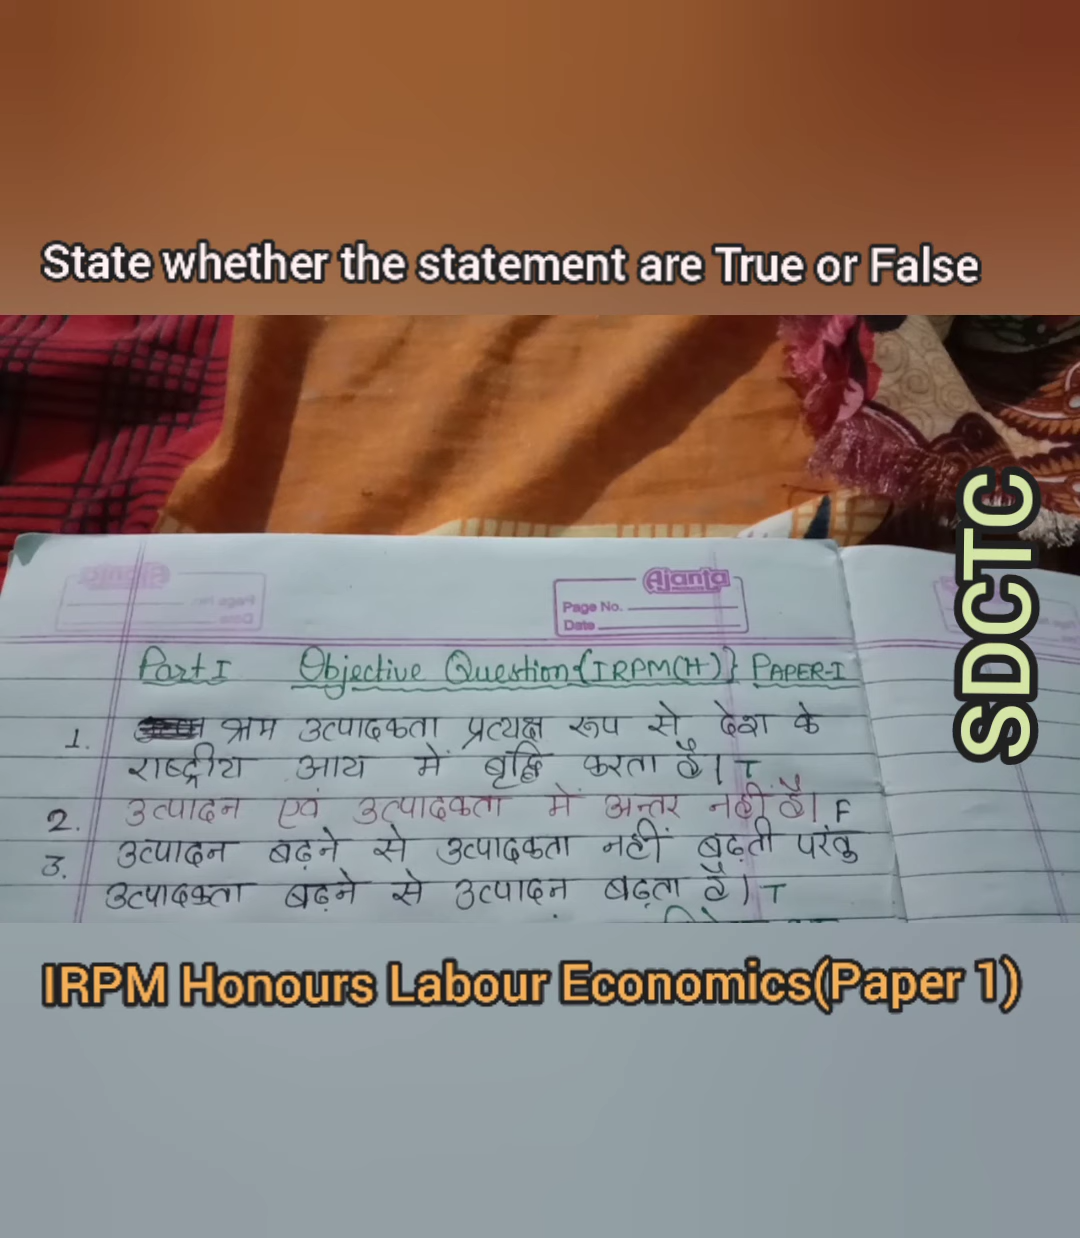 State whether the statement are True or False
Ajanta
Page No.
Date
Part I Objective Question {IRPM(H)} PAPER-I
1. श्रम उत्पादकता प्रत्यक्ष रूप से देश के
राष्ट्रीय आय में बृद्धि करता है। T
2. उत्पादन एवं उत्पादकता में अन्तर नहीं है। F
3. उत्पादन बढ़ने से उत्पादकता नहीं बढ़ती परंतु
उत्पादकता बढ़ने से उत्पादन बढ़ता है। T
SDCTC
IRPM Honours Labour Economics(Paper 1)